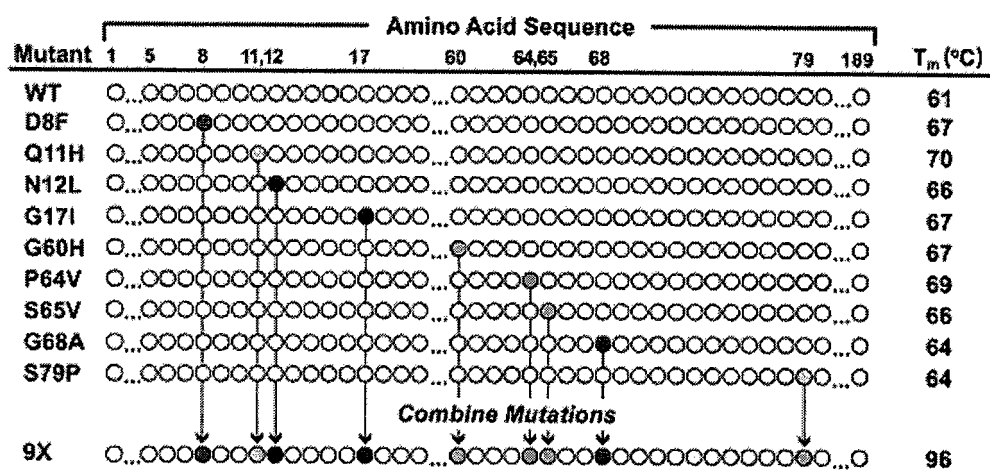 Amino Acid Sequence
Mutant 1 5 8 11,12 17 60 64,65 68 79 189 Tm (°C)
WT ... ... ... 61
D8F ... ... ... 67
Q11H ... ... ... 70
N12L ... ... ... 66
G17I ... ... ... 67
G60H ... ... ... 67
P64V ... ... ... 69
S65V ... ... ... 66
G68A ... ... ... 64
S79P ... ... ... 64
Combine Mutations
9X ... ... ... 96